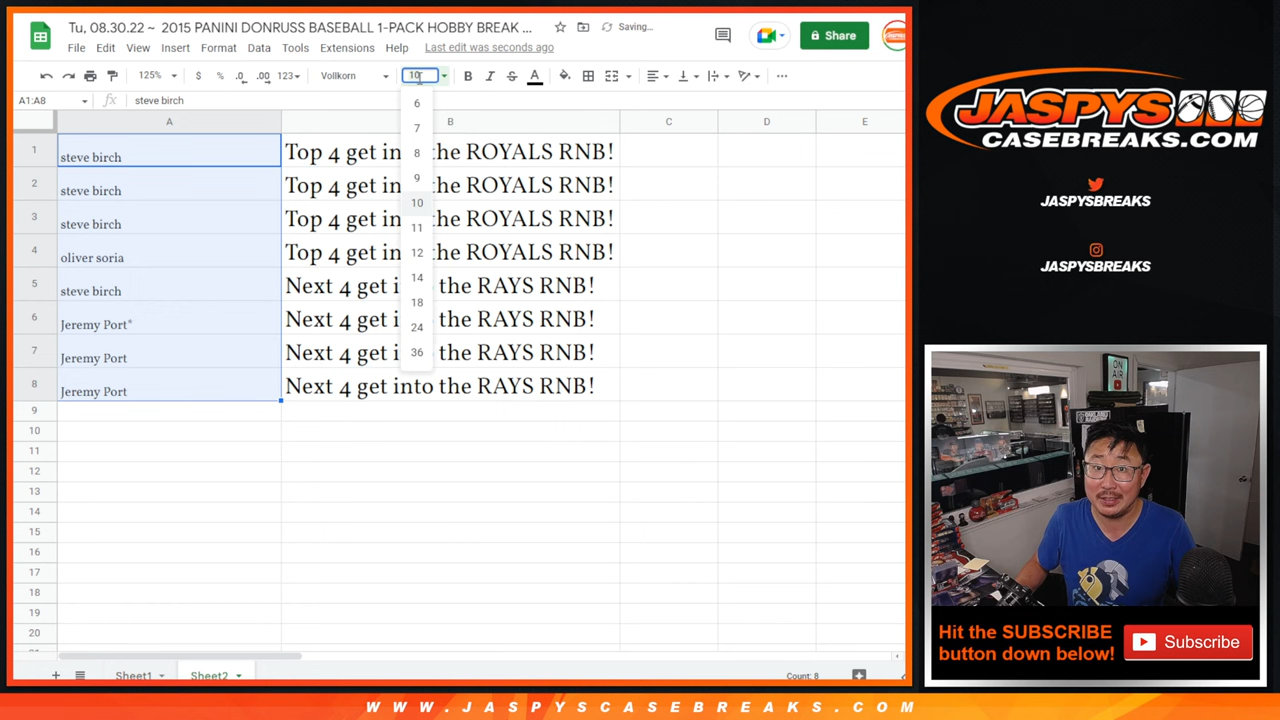 Tu, 08.30.22 ~ 2015 PANINI DONRUSS BASEBALL 1-PACK HOBBY BREAK ...
Saving...
Share
File Edit View Insert Format Data Tools Extensions Help Last edit was seconds ago
125% $ % .0 .00 123 Vollkorn 10 B I S A
A1:A8 fx steve birch
A B C D E
1 steve birch Top 4 get in the ROYALS RNB!
2 steve birch Top 4 get in the ROYALS RNB!
3 steve birch Top 4 get in the ROYALS RNB!
4 oliver soria Top 4 get in the ROYALS RNB!
5 steve birch Next 4 get i the RAYS RNB!
6 Jeremy Port* Next 4 get i the RAYS RNB!
7 Jeremy Port Next 4 get i the RAYS RNB!
8 Jeremy Port Next 4 get into the RAYS RNB!
9
10
11
12
13
14
15
16
17
18
19
20
6
7
8
9
10
11
12
14
18
24
36
Sheet1 Sheet2 Count: 8
JASPYS
CASEBREAKS.COM
JASPYSBREAKS
JASPYSBREAKS
ON AIR
Hit the SUBSCRIBE
button down below!
Subscribe
WWW.JASPYSCASEBREAKS.COM